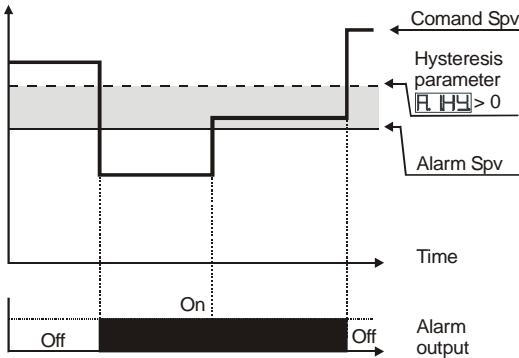 Comand Spv
Hysteresis
parameter
A.HY > 0
Alarm Spv
Time
On
Off
Off
Alarm
output